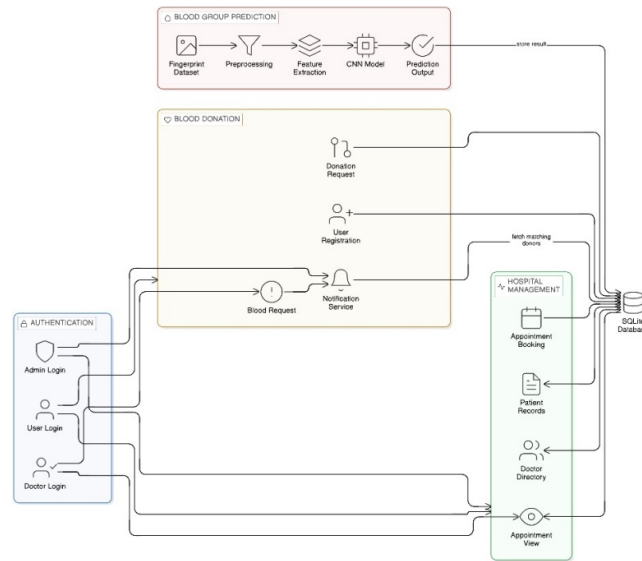 BLOOD GROUP PREDICTION
Fingerprint
Dataset
Preprocessing
Feature
Extraction
CNN Model
Prediction
Output
store result
BLOOD DONATION
Donation
Request
User
Registration
fetch matching
donors
Blood Request
Notification
Service
HOSPITAL
MANAGEMENT
Appointment
Booking
SQLite
Databas
AUTHENTICATION
Admin Login
Patient
Records
User Login
Doctor
Directory
Doctor Login
Appointment
View